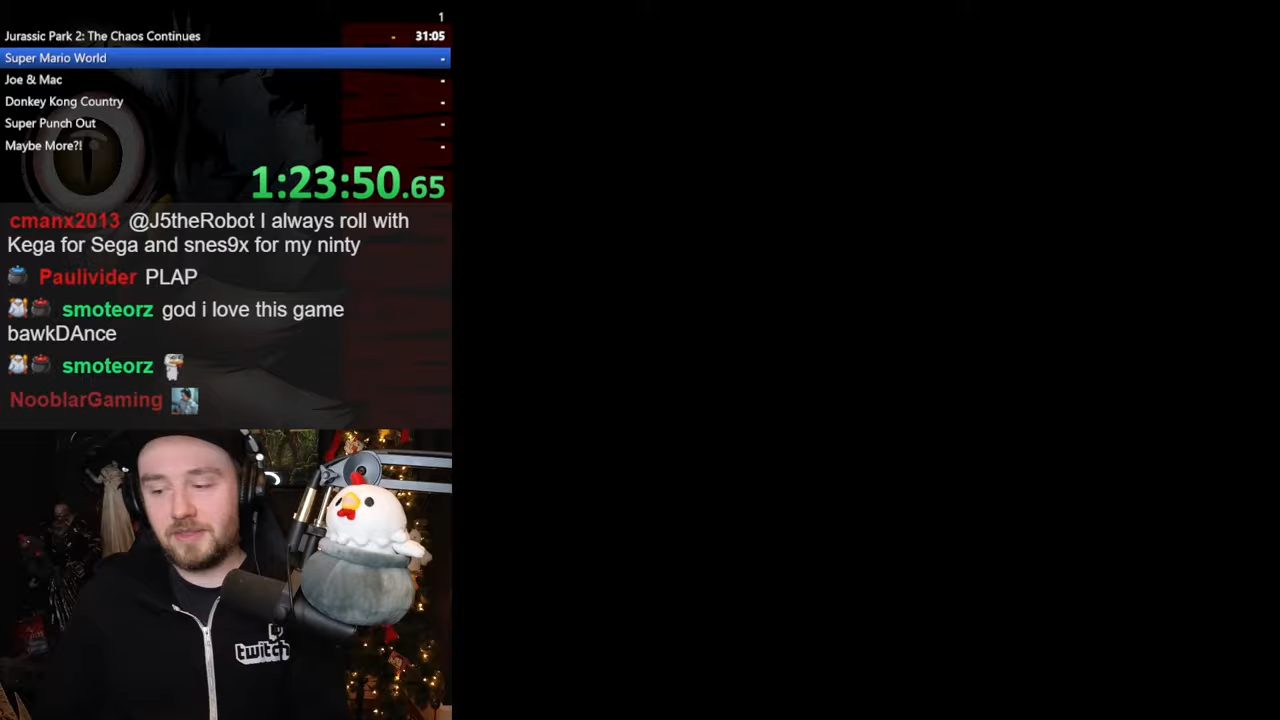 1
Jurassic Park 2: The Chaos Continues - 31:05
Super Mario World -
Joe & Mac -
Donkey Kong Country -
Super Punch Out -
Maybe More?! -
1:23:50.65
cmanx2013 @J5theRobot I always roll with
Kega for Sega and snes9x for my ninty
Paulivider PLAP
smoteorz god i love this game
bawkDAnce
smoteorz
NooblarGaming
twitch